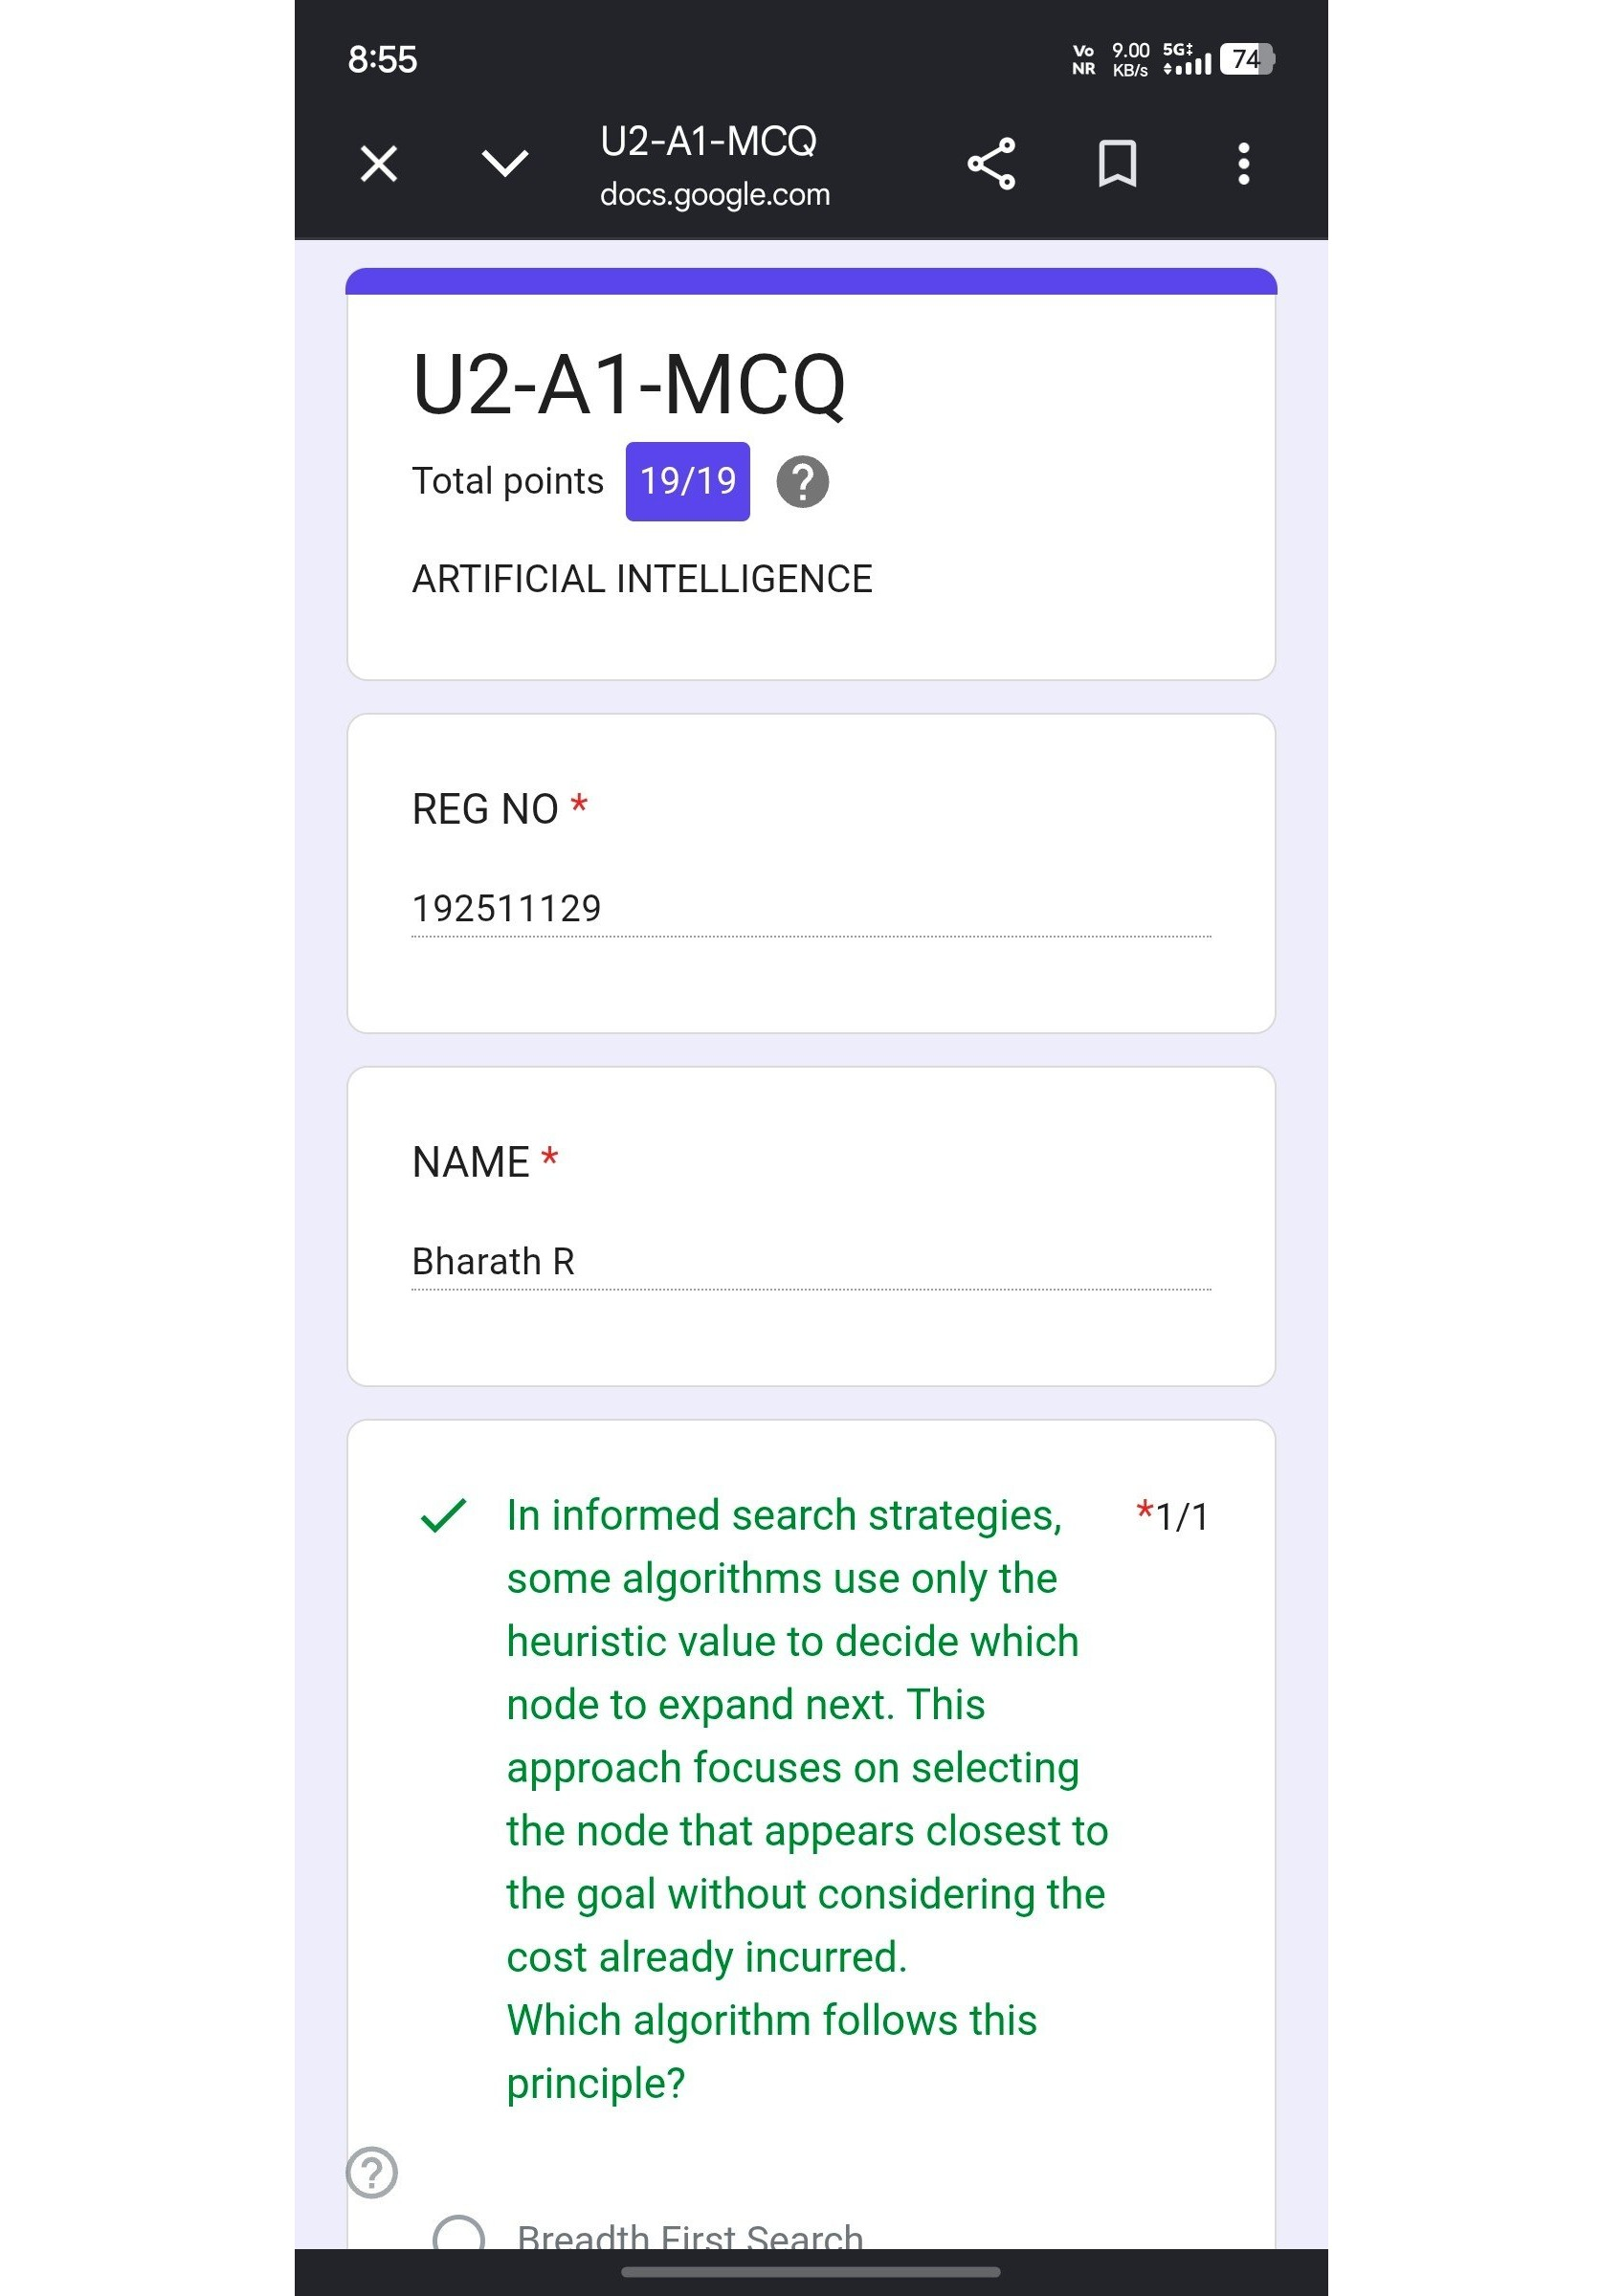 8:55
Vo NR 9.00 KB/s 5G 74
U2-A1-MCQ
docs.google.com
U2-A1-MCQ
Total points 19/19 ?
ARTIFICIAL INTELLIGENCE
REG NO *
192511129
NAME *
Bharath R
In informed search strategies, *1/1
some algorithms use only the
heuristic value to decide which
node to expand next. This
approach focuses on selecting
the node that appears closest to
the goal without considering the
cost already incurred.
Which algorithm follows this
principle?
?
Breadth First Search